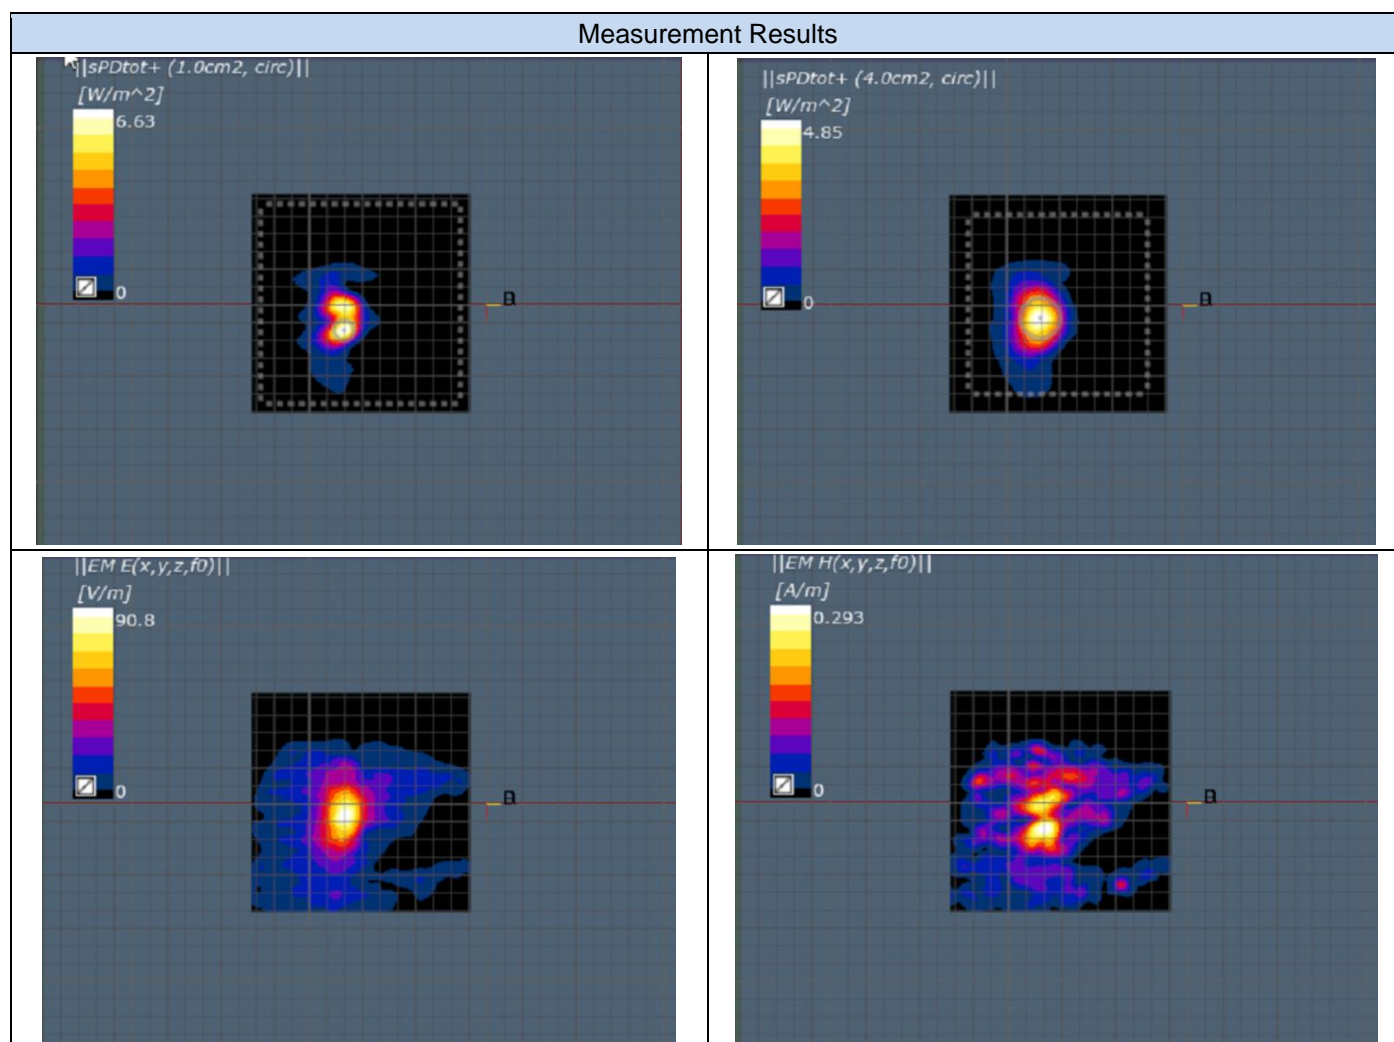 Measurement Results
||sPDtot+ (1.0cm2, circ)||
[W/m^2]
6.63
0
||sPDtot+ (4.0cm2, circ)||
[W/m^2]
4.85
0
||EM E(x,y,z,f0)||
[V/m]
90.8
0
||EM H(x,y,z,f0)||
[A/m]
0.293
0